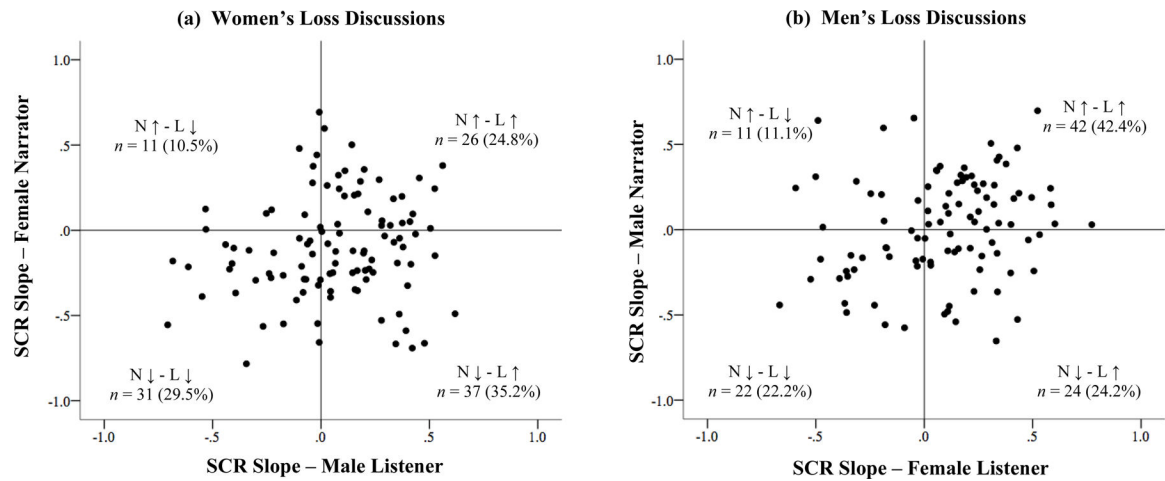 (a) Women's Loss Discussions
1.0
.5
.0
-.5
-1.0
SCR Slope – Female Narrator
N ↑ - L ↓
n = 11 (10.5%)
N ↑ - L ↑
n = 26 (24.8%)
N ↓ - L ↓
n = 31 (29.5%)
N ↓ - L ↑
n = 37 (35.2%)
-1.0 -.5 .0 .5 1.0
SCR Slope – Male Listener
(b) Men's Loss Discussions
1.0
.5
.0
-.5
-1.0
SCR Slope – Male Narrator
N ↑ - L ↓
n = 11 (11.1%)
N ↑ - L ↑
n = 42 (42.4%)
N ↓ - L ↓
n = 22 (22.2%)
N ↓ - L ↑
n = 24 (24.2%)
-1.0 -.5 .0 .5 1.0
SCR Slope – Female Listener